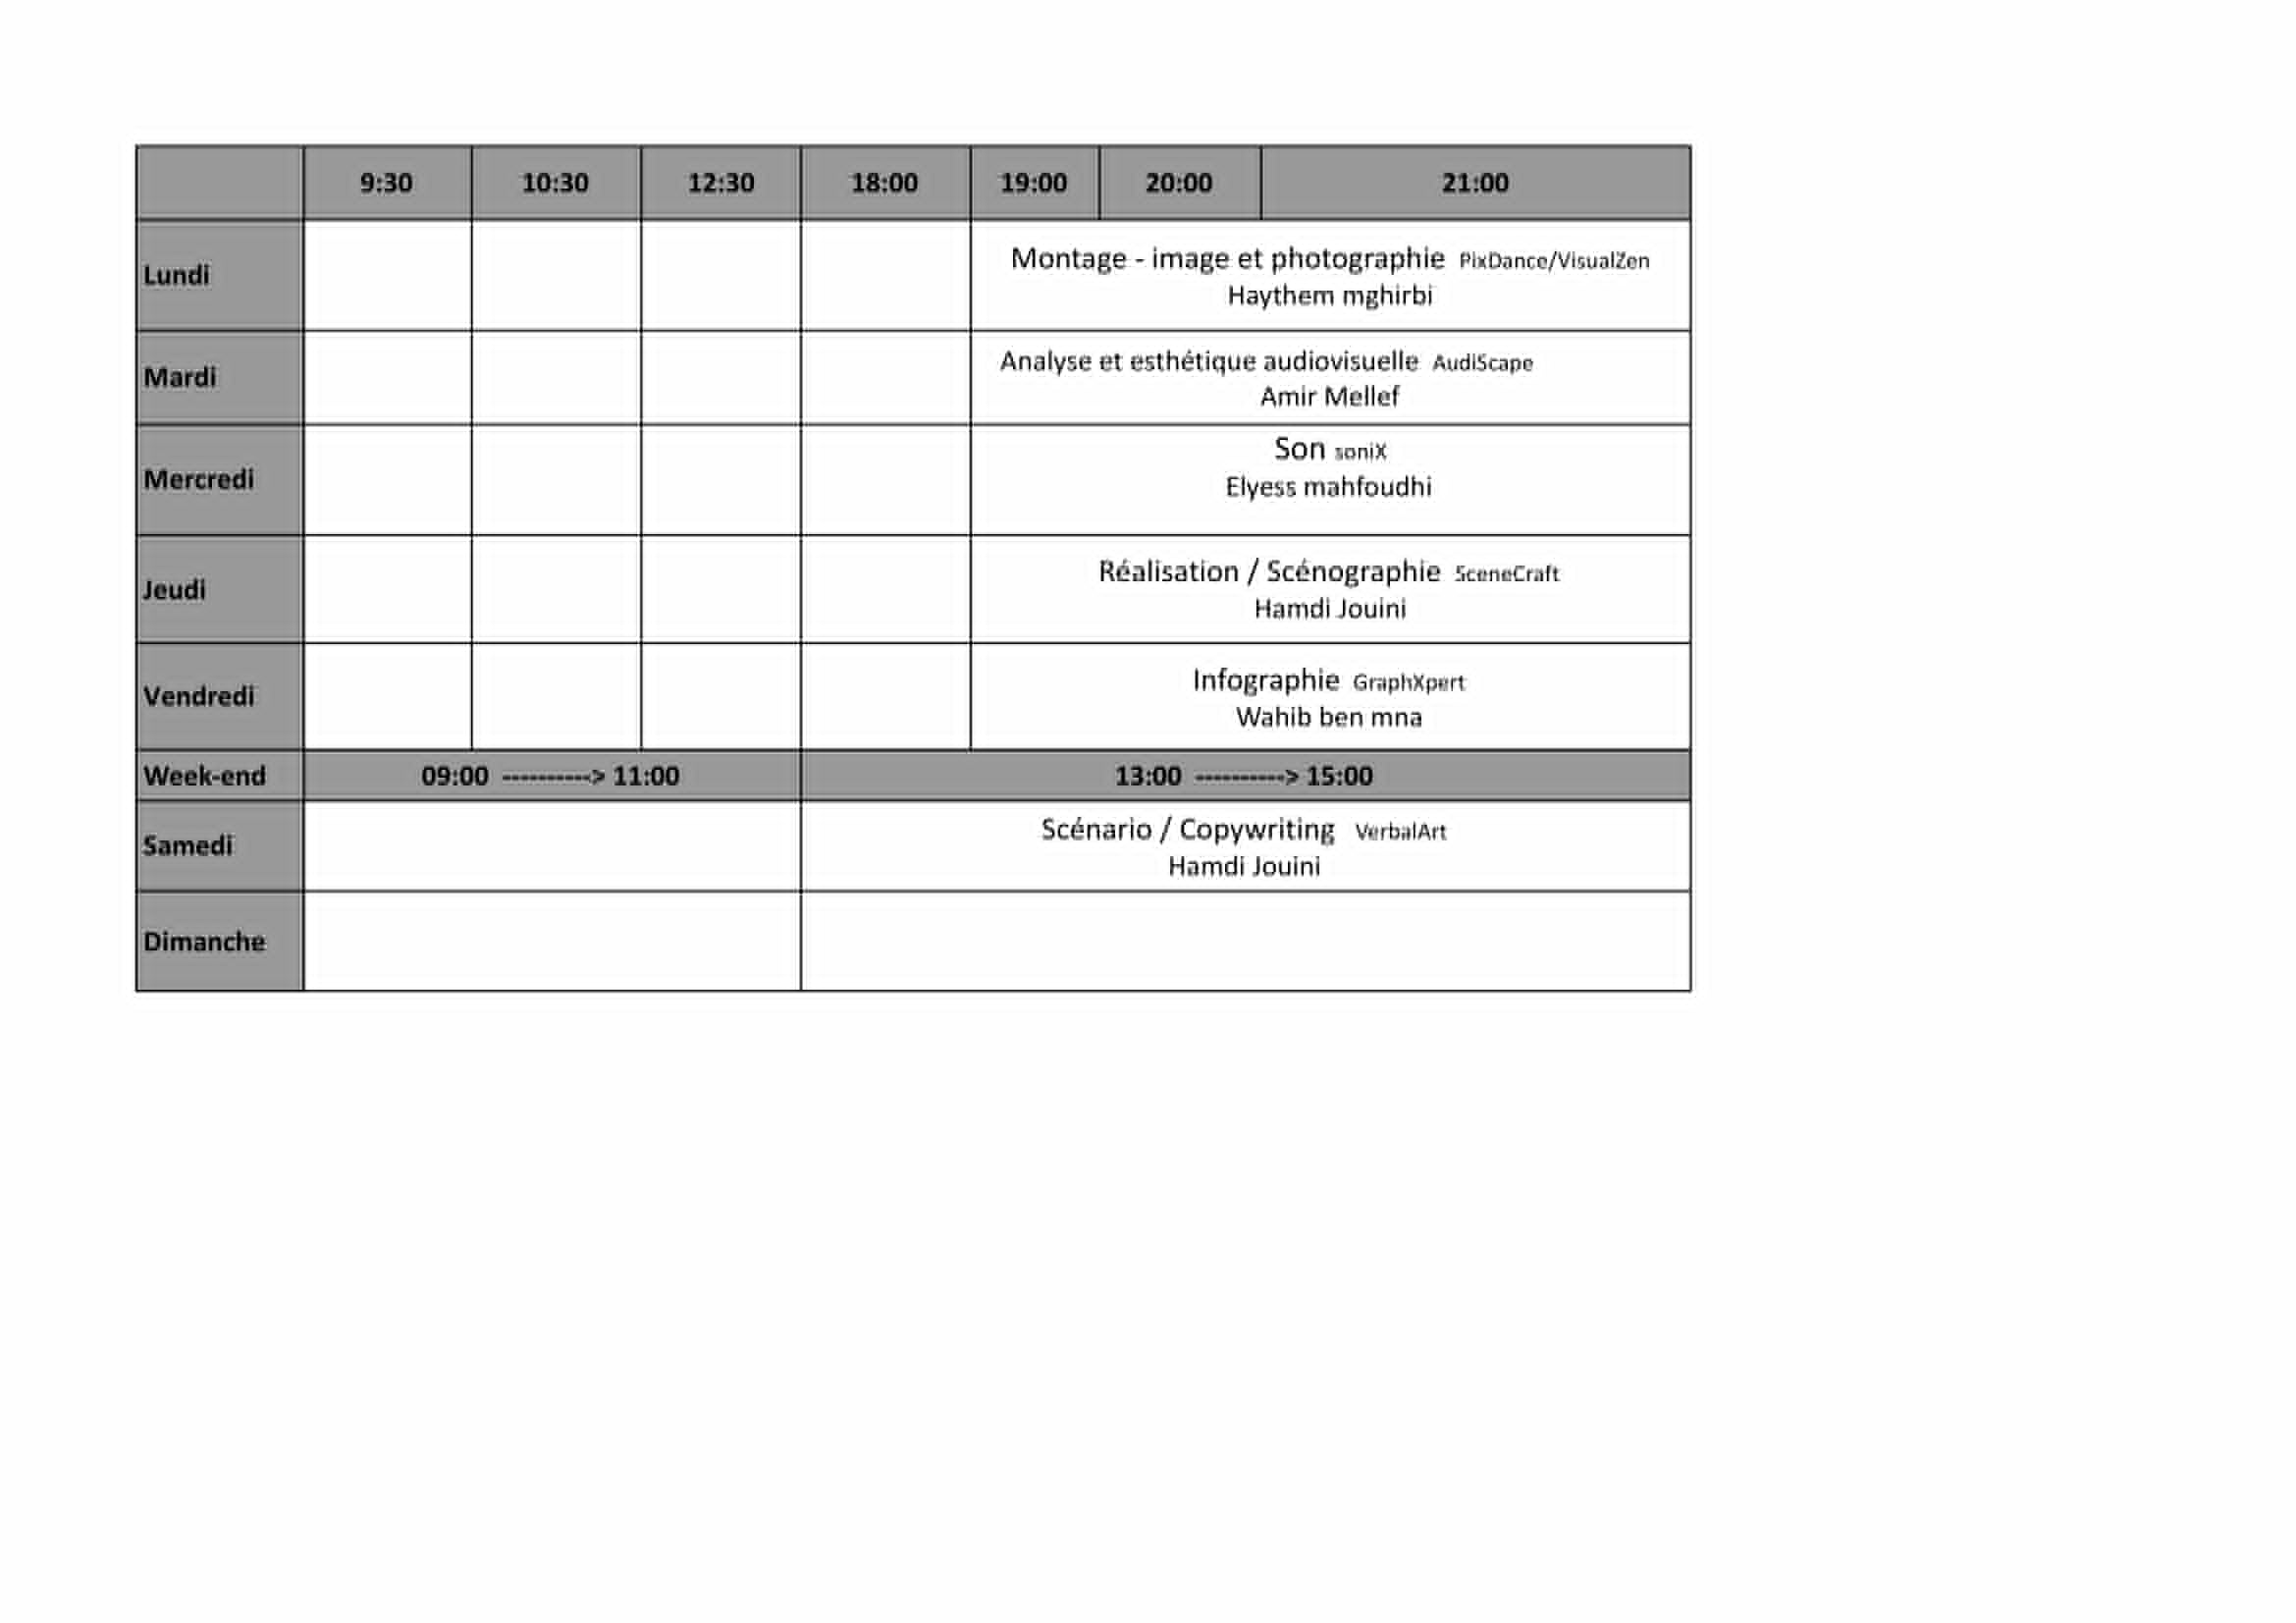 9:30 10:30 12:30 18:00 19:00 20:00 21:00
Lundi
Montage - image et photographie PixDance/VisualZen
Haythem mghirbi
Mardi
Analyse et esthétique audiovisuelle AudiScape
Amir Mellef
Mercredi
Son soniX
Elyess mahfoudhi
Jeudi
Réalisation / Scénographie SceneCraft
Hamdi Jouini
Vendredi
Infographie GraphXpert
Wahib ben mna
Week-end 09:00 ----------> 11:00 13:00 ----------> 15:00
Samedi
Scénario / Copywriting VerbalArt
Hamdi Jouini
Dimanche